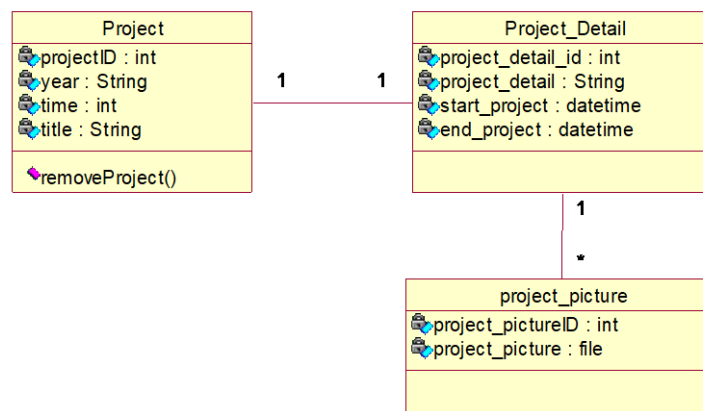 Project
projectID : int
year : String
time : int
title : String
removeProject()
1
1
Project_Detail
project_detail_id : int
project_detail : String
start_project : datetime
end_project : datetime
1
*
project_picture
project_pictureID : int
project_picture : file